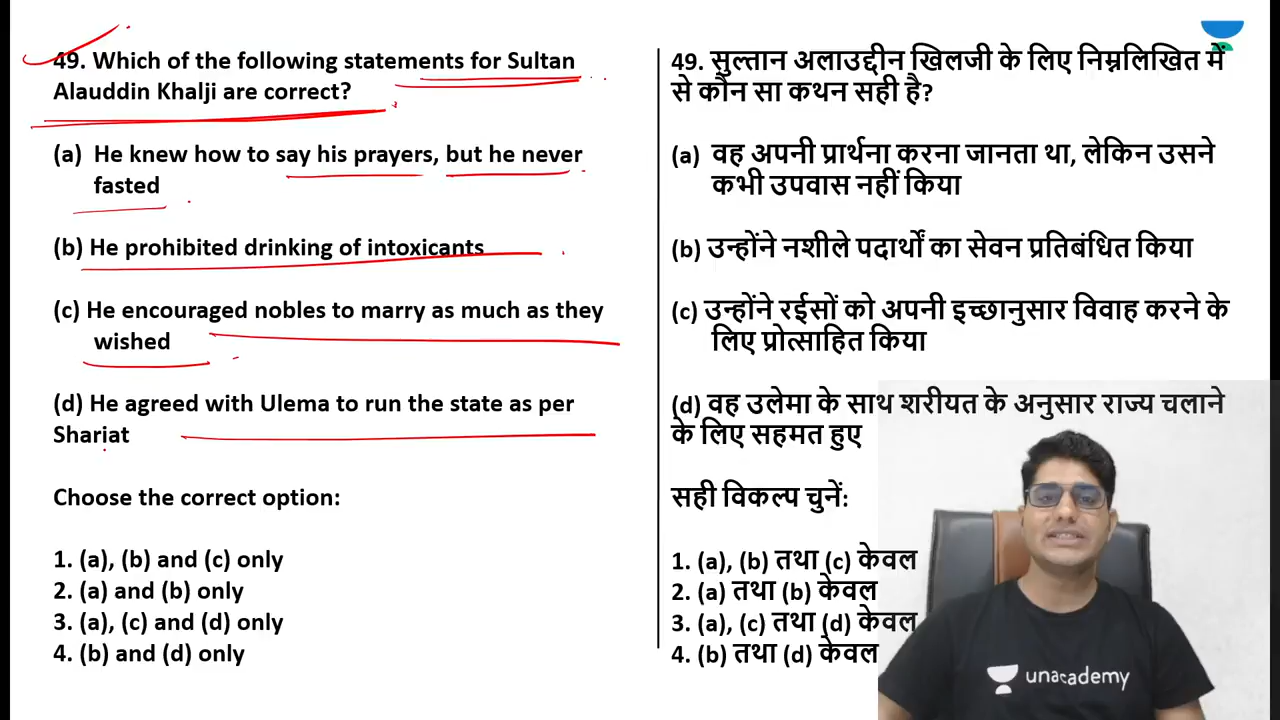 49. Which of the following statements for Sultan
Alauddin Khalji are correct?
(a) He knew how to say his prayers, but he never
fasted
(b) He prohibited drinking of intoxicants
(c) He encouraged nobles to marry as much as they
wished
(d) He agreed with Ulema to run the state as per
Shariat
Choose the correct option:
1. (a), (b) and (c) only
2. (a) and (b) only
3. (a), (c) and (d) only
4. (b) and (d) only
49. सुल्तान अलाउद्दीन खिलजी के लिए निम्नलिखित में
से कौन सा कथन सही है?
(a) वह अपनी प्रार्थना करना जानता था, लेकिन उसने
कभी उपवास नहीं किया
(b) उन्होंने नशीले पदार्थों का सेवन प्रतिबंधित किया
(c) उन्होंने रईसों को अपनी इच्छानुसार विवाह करने के
लिए प्रोत्साहित किया
(d) वह उलेमा के साथ शरीयत के अनुसार राज्य चलाने
के लिए सहमत हुए
सही विकल्प चुनें:
1. (a), (b) तथा (c) केवल
2. (a) तथा (b) केवल
3. (a), (c) तथा (d) केवल
4. (b) तथा (d) केवल
unacademy